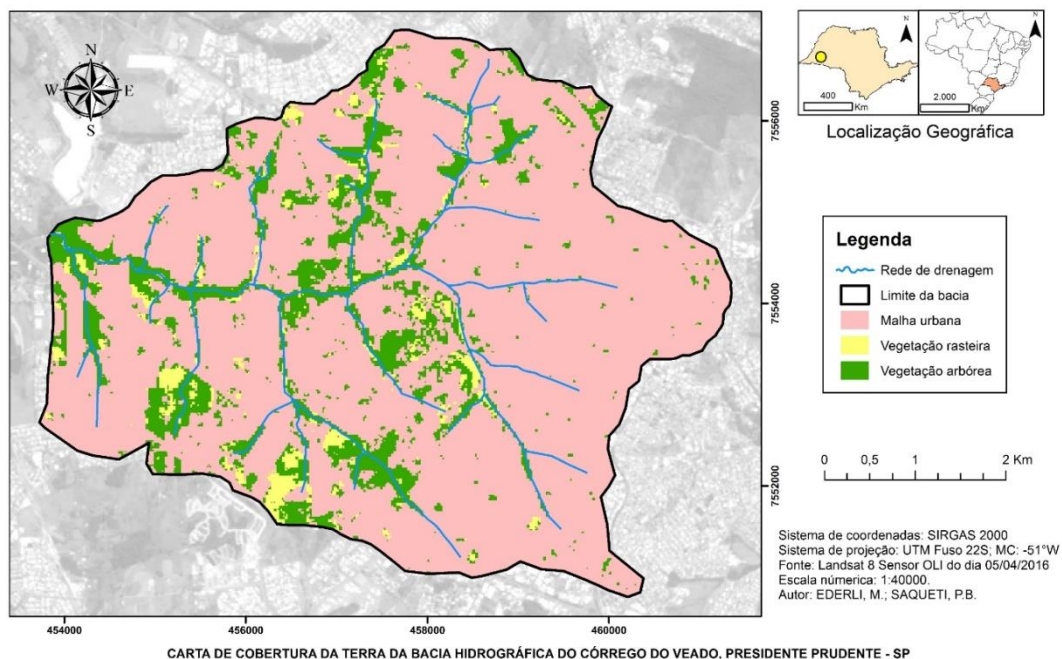 N
W E
S
N
400
Km
N
2.000
Km
Localização Geográfica
7556000
7554000
7552000
Legenda
Rede de drenagem
Limite da bacia
Malha urbana
Vegetação rasteira
Vegetação arbórea
0 0,5 1 2 Km
Sistema de coordenadas: SIRGAS 2000
Sistema de projeção: UTM Fuso 22S; MC: -51°W
Fonte: Landsat 8 Sensor OLI do dia 05/04/2016
Escala númerica: 1:40000.
Autor: EDERLI, M.; SAQUETI, P.B.
454000 456000 458000 460000
CARTA DE COBERTURA DA TERRA DA BACIA HIDROGRÁFICA DO CÓRREGO DO VEADO, PRESIDENTE PRUDENTE - SP